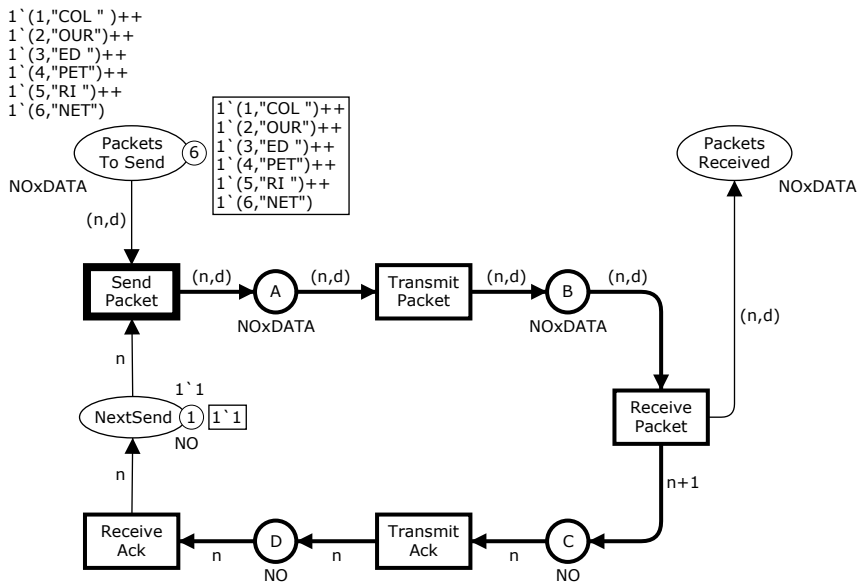 1`(1,"COL " )++
1`(2,"OUR")++
1`(3,"ED ")++
1`(4,"PET")++
1`(5,"RI ")++
1`(6,"NET")
Packets
To Send
6
1`(1,"COL ")++
1`(2,"OUR")++
1`(3,"ED ")++
1`(4,"PET")++
1`(5,"RI ")++
1`(6,"NET")
NOxDATA
Packets
Received
NOxDATA
(n,d)
Send
Packet
(n,d)
A
NOxDATA
(n,d)
Transmit
Packet
(n,d)
B
NOxDATA
(n,d)
(n,d)
n
1`1
NextSend
1
1`1
NO
Receive
Packet
n
n+1
Receive
Ack
n
D
NO
n
Transmit
Ack
n
C
NO